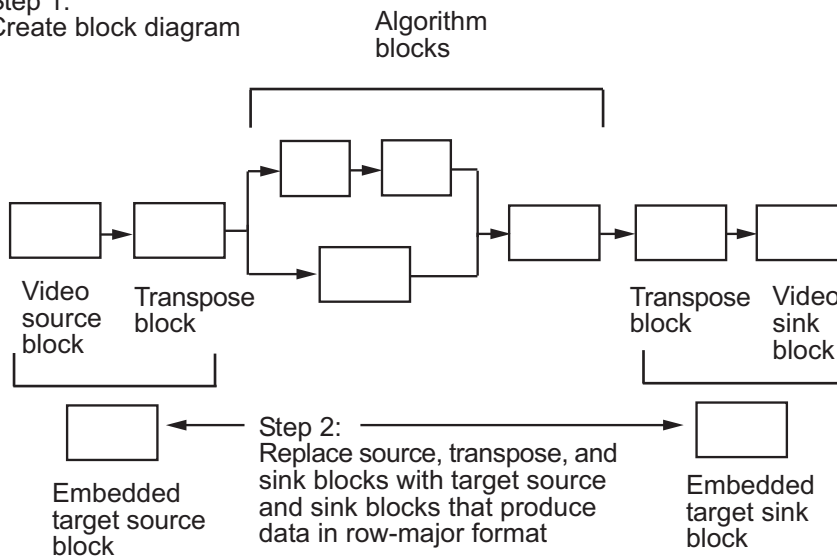 Step 1:
Create block diagram
Algorithm
blocks
Video
source
block
Transpose
block
Transpose
block
Video
sink
block
Step 2:
Replace source, transpose, and
sink blocks with target source
and sink blocks that produce
data in row-major format
Embedded
target source
block
Embedded
target sink
block